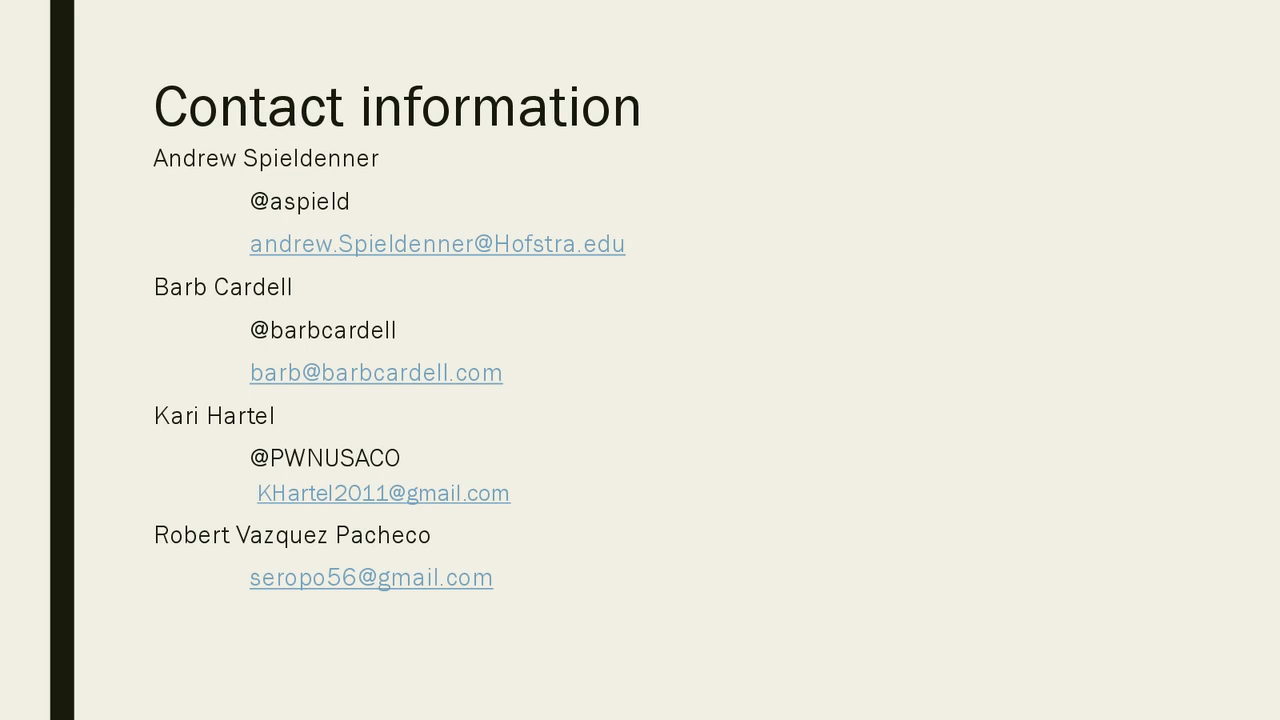 Contact information
Andrew Spieldenner
@aspield
andrew.Spieldenner@Hofstra.edu
Barb Cardell
@barbcardell
barb@barbcardell.com
Kari Hartel
@PWNUSACO
KHartel2011@gmail.com
Robert Vazquez Pacheco
seropo56@gmail.com